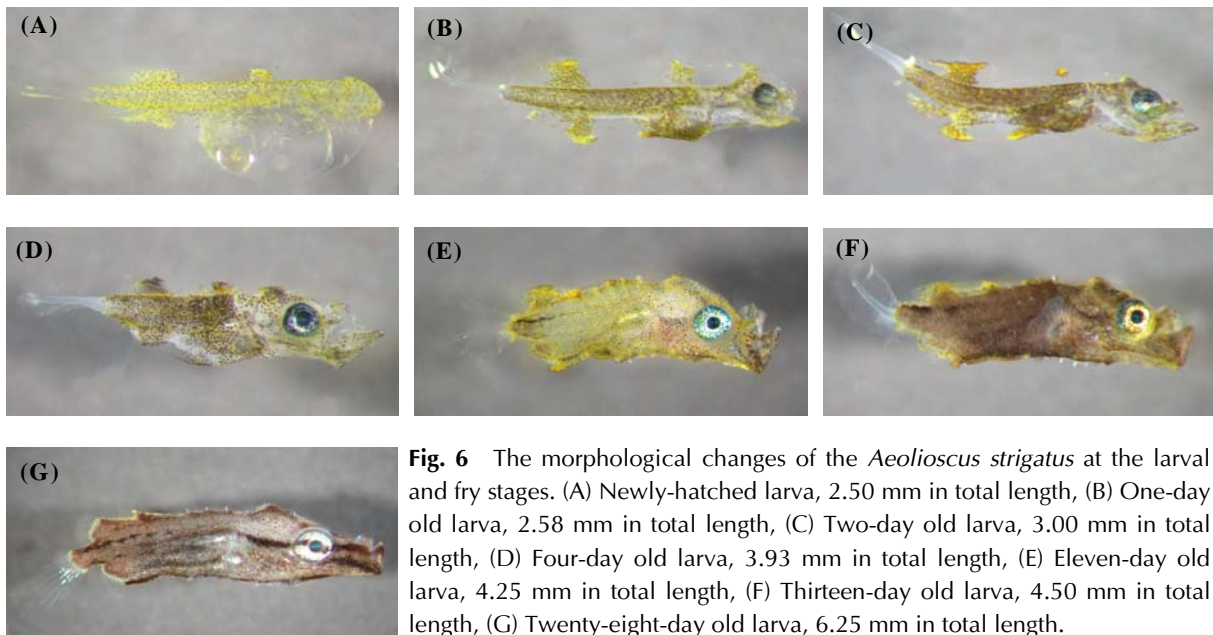 (A)
(B)
(C)
(D)
(E)
(F)
(G)
Fig. 6 The morphological changes of the Aeolioscus strigatus at the larval
and fry stages. (A) Newly-hatched larva, 2.50 mm in total length, (B) One-day
old larva, 2.58 mm in total length, (C) Two-day old larva, 3.00 mm in total
length, (D) Four-day old larva, 3.93 mm in total length, (E) Eleven-day old
larva, 4.25 mm in total length, (F) Thirteen-day old larva, 4.50 mm in total
length, (G) Twenty-eight-day old larva, 6.25 mm in total length.